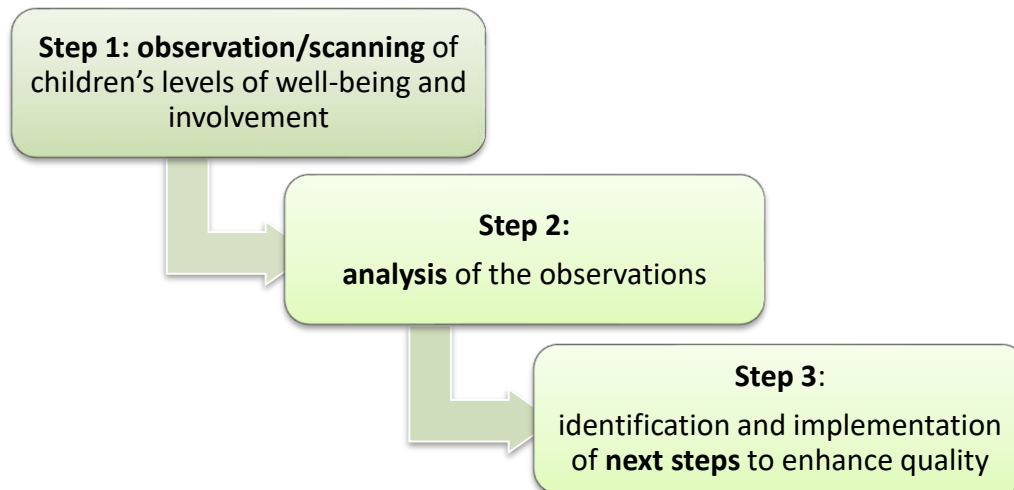 Step 1: observation/scanning of
children’s levels of well-being and
involvement
Step 2:
analysis of the observations
Step 3:
identification and implementation
of next steps to enhance quality